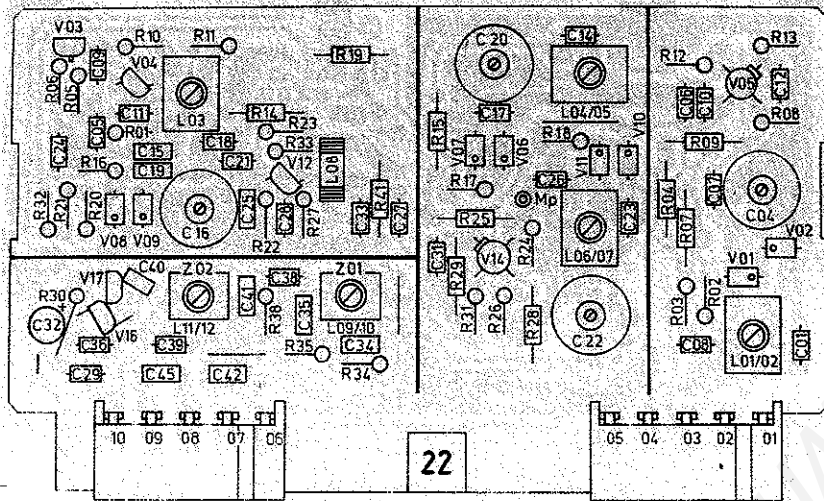 V03 R10 R11 R19 C20 C14 R12 R13
V04 C09 R06 R05 L03 L04/05 C06 C10 V05 C12
C11 R14 C17 R15 R08
C24 C05 R01 C18 R23 V07 V06 R18 V11 V10 R09
C15 R33 C21 L08
R16 C19 V12 R17 C26 Mp R04 C07 C04
R32 R21 R20 C16 C25 C28 R27 C33 R41 C27 R25 C23 R07 V02
V08 V09 R22 V14 R24 L06/07 V01
V17 C40 Z02 C38 Z01 C31 R29
R30 C41 R38 C35 R31 R26 R28 C22 R03 R02
C32 V16 L11/12 L09/10
C36 C39 R35 C34 C08 L01/02 C01
C29 C45 C42 R34
10 09 08 07 06 05 04 03 02 01
22